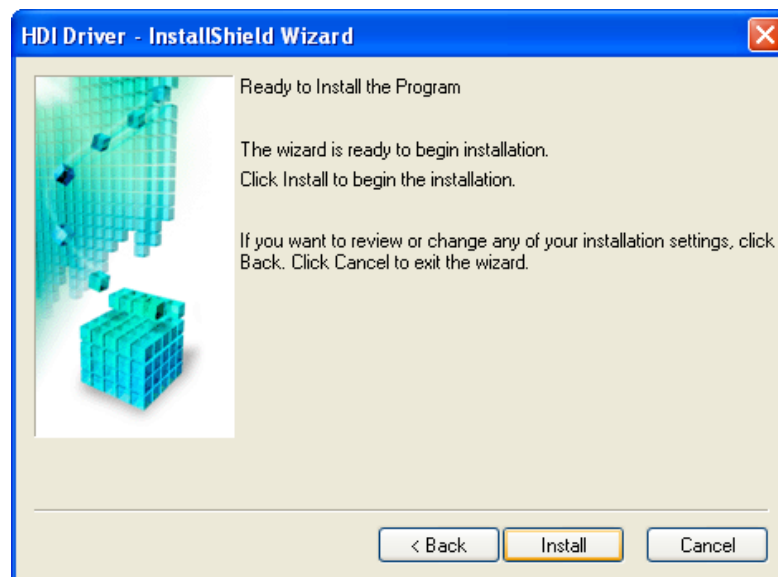 HDI Driver - InstallShield Wizard
Ready to Install the Program
The wizard is ready to begin installation.
Click Install to begin the installation.
If you want to review or change any of your installation settings, click
Back. Click Cancel to exit the wizard.
< Back
Install
Cancel